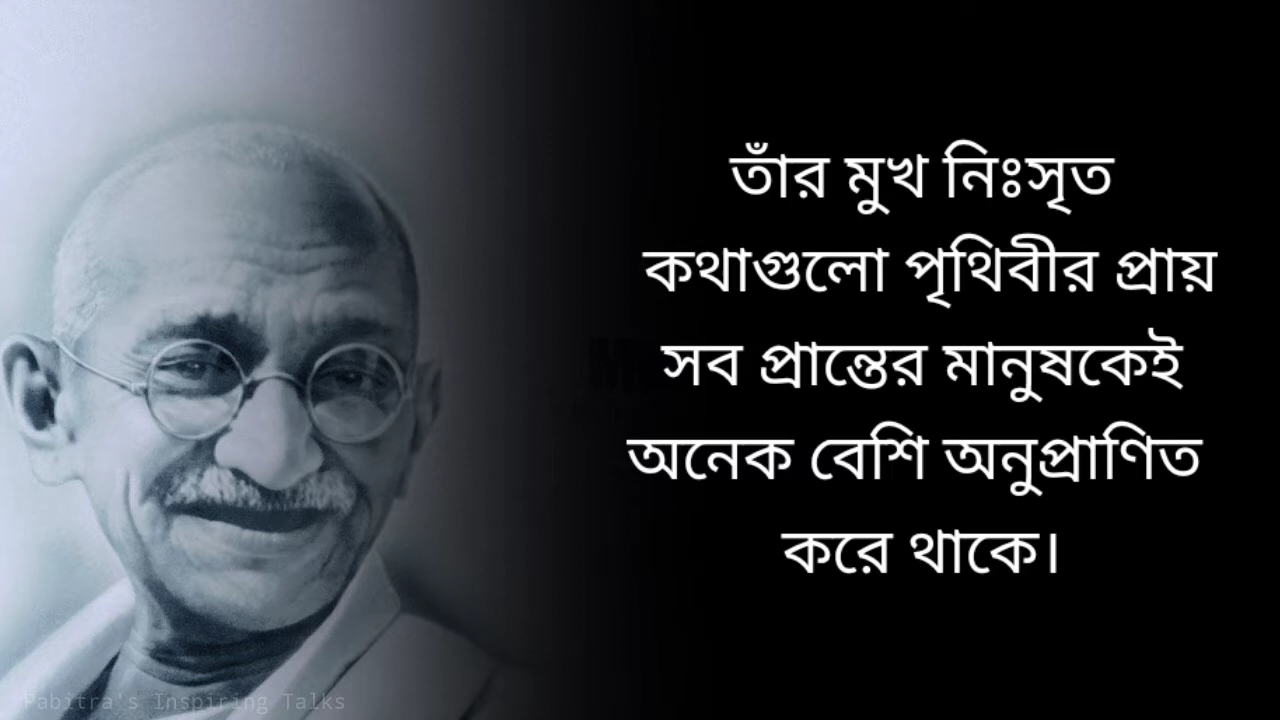 তাঁর মুখ নিঃসৃত
কথাগুলো পৃথিবীর প্রায়
সব প্রান্তের মানুষকেই
অনেক বেশি অনুপ্রাণিত
করে থাকে।
Pabitra's Inspiring Talks